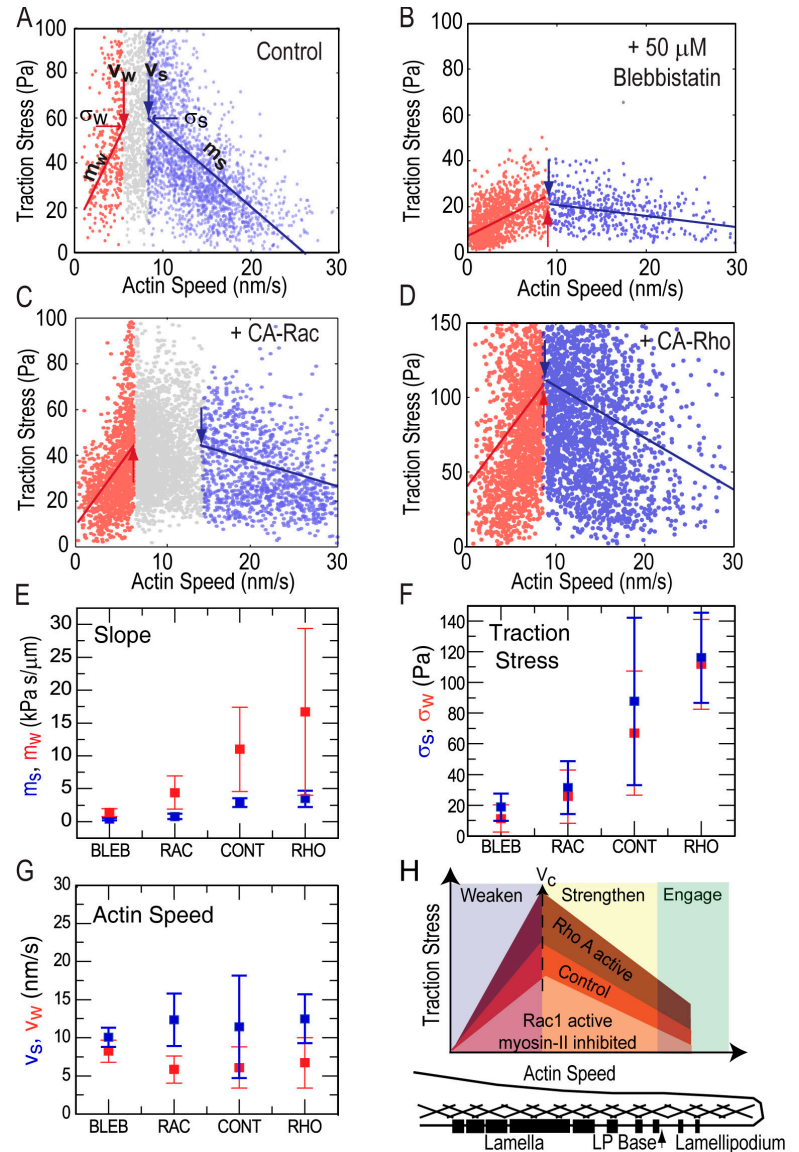 A
Control
Traction Stress (Pa)
100
80
60
40
20
0
vw
vs
σw
σs
mw
ms
0
10
20
30
Actin Speed (nm/s)
B
+ 50 μM
Blebbistatin
Traction Stress (Pa)
100
80
60
40
20
0
0
10
20
30
Actin Speed (nm/s)
C
+ CA-Rac
Traction Stress (Pa)
100
80
60
40
20
0
0
10
20
30
Actin Speed (nm/s)
D
+ CA-Rho
Traction Stress (Pa)
150
100
50
0
0
10
20
30
Actin Speed (nm/s)
E
Slope
ms, mw (kPa s/μm)
30
25
20
15
10
5
0
BLEB RAC CONT RHO
F
Traction
Stress
σs, σw (Pa)
140
120
100
80
60
40
20
0
BLEB RAC CONT RHO
G
Actin Speed
vs, vw (nm/s)
30
25
20
15
10
5
0
BLEB RAC CONT RHO
H
Vc
Weaken Strengthen Engage
Traction Stress
Rho A active
Control
Rac1 active
myosin-II inhibited
Actin Speed
Lamella LP Base Lamellipodium